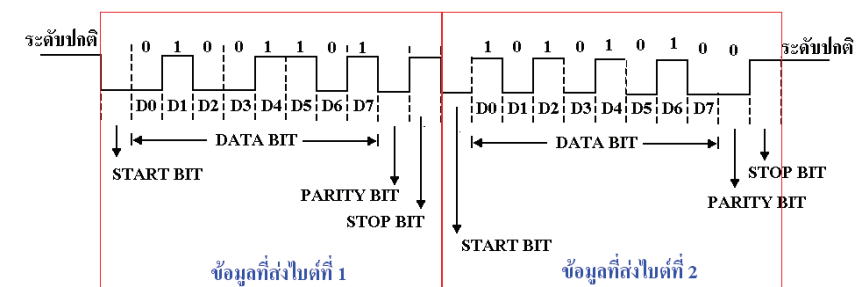 ระดับปกติ
0 1 0 0 1 1 0 1
D0 D1 D2 D3 D4 D5 D6 D7
DATA BIT
START BIT
PARITY BIT
STOP BIT
ข้อมูลที่ส่งไบต์ที่ 1
1 0 1 0 1 0 1 0 0
ระดับปกติ
D0 D1 D2 D3 D4 D5 D6 D7
DATA BIT
STOP BIT
PARITY BIT
START BIT
ข้อมูลที่ส่งไบต์ที่ 2